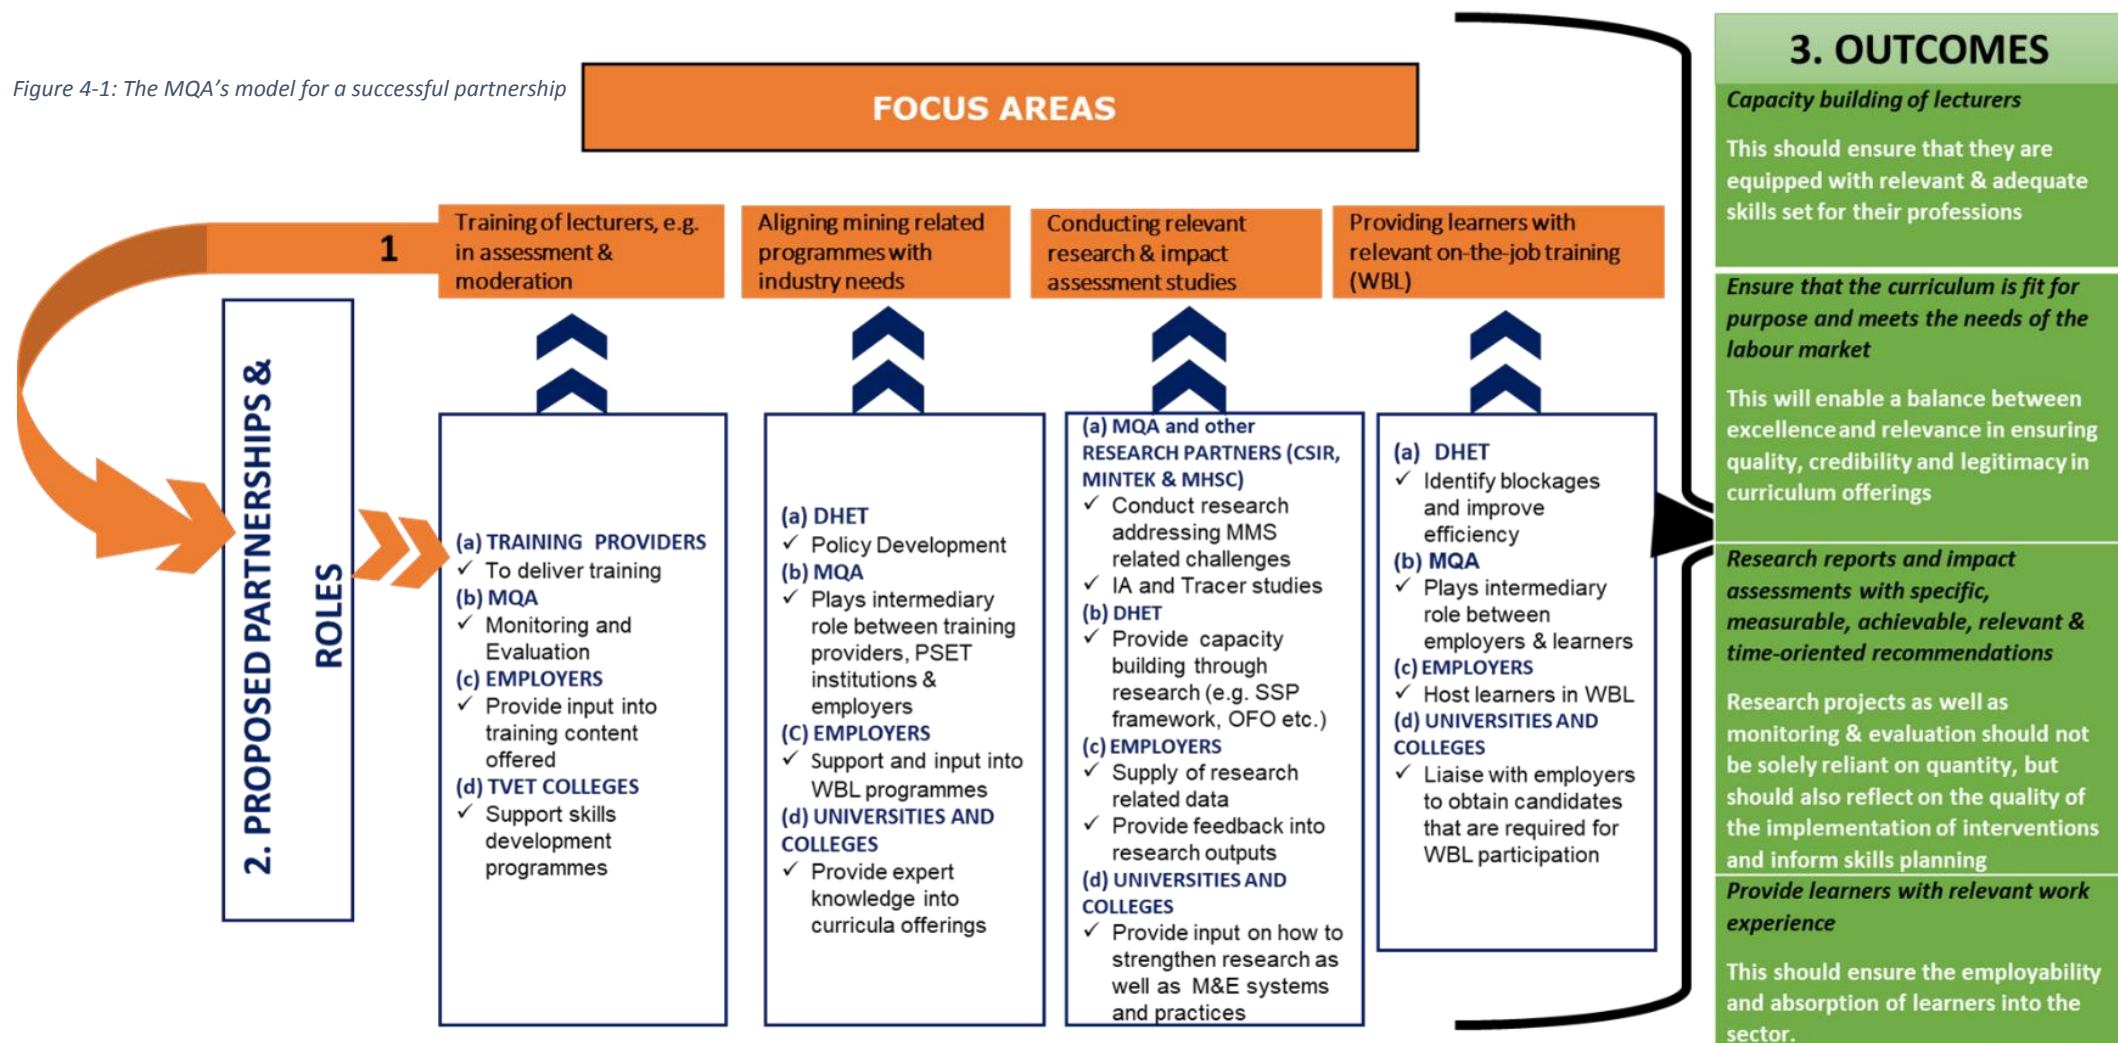 Figure 4-1: The MQA's model for a successful partnership
FOCUS AREAS
1
Training of lecturers, e.g.
in assessment &
moderation
Aligning mining related
programmes with
industry needs
Conducting relevant
research & impact
assessment studies
Providing learners with
relevant on-the-job training
(WBL)
2. PROPOSED PARTNERSHIPS &
ROLES
(a) TRAINING PROVIDERS
✓ To deliver training
(b) MQA
✓ Monitoring and
Evaluation
(c) EMPLOYERS
✓ Provide input into
training content
offered
(d) TVET COLLEGES
✓ Support skills
development
programmes
(a) DHET
✓ Policy Development
(b) MQA
✓ Plays intermediary
role between training
providers, PSET
institutions &
employers
(C) EMPLOYERS
✓ Support and input into
WBL programmes
(d) UNIVERSITIES AND
COLLEGES
✓ Provide expert
knowledge into
curricula offerings
(a) MQA and other
RESEARCH PARTNERS (CSIR,
MINTEK & MHSC)
✓ Conduct research
addressing MMS
related challenges
✓ IA and Tracer studies
(b) DHET
✓ Provide capacity
building through
research (e.g. SSP
framework, OFO etc.)
(c) EMPLOYERS
✓ Supply of research
related data
✓ Provide feedback into
research outputs
(d) UNIVERSITIES AND
COLLEGES
✓ Provide input on how to
strengthen research as
well as M&E systems
and practices
(a) DHET
✓ Identify blockages
and improve
efficiency
(b) MQA
✓ Plays intermediary
role between
employers & learners
(c) EMPLOYERS
✓ Host learners in WBL
(d) UNIVERSITIES AND
COLLEGES
✓ Liaise with employers
to obtain candidates
that are required for
WBL participation
3. OUTCOMES
Capacity building of lecturers
This should ensure that they are
equipped with relevant & adequate
skills set for their professions
Ensure that the curriculum is fit for
purpose and meets the needs of the
labour market
This will enable a balance between
excellence and relevance in ensuring
quality, credibility and legitimacy in
curriculum offerings
Research reports and impact
assessments with specific,
measurable, achievable, relevant &
time-oriented recommendations
Research projects as well as
monitoring & evaluation should not
be solely reliant on quantity, but
should also reflect on the quality of
the implementation of interventions
and inform skills planning
Provide learners with relevant work
experience
This should ensure the employability
and absorption of learners into the
sector.